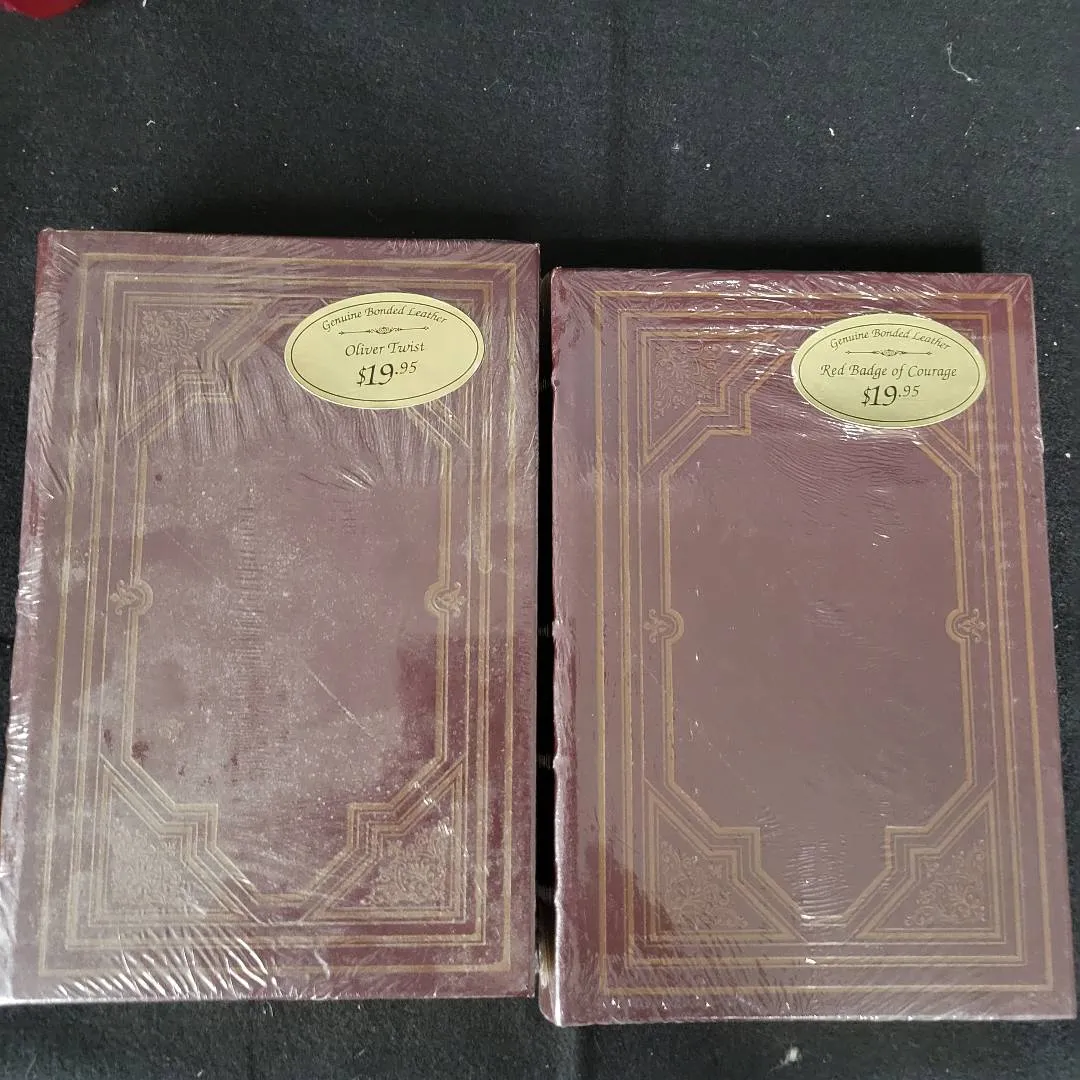 Genuine Bonded Leather
Oliver Twist
$19.95
Genuine Bonded Leather
Red Badge of Courage
$19.95